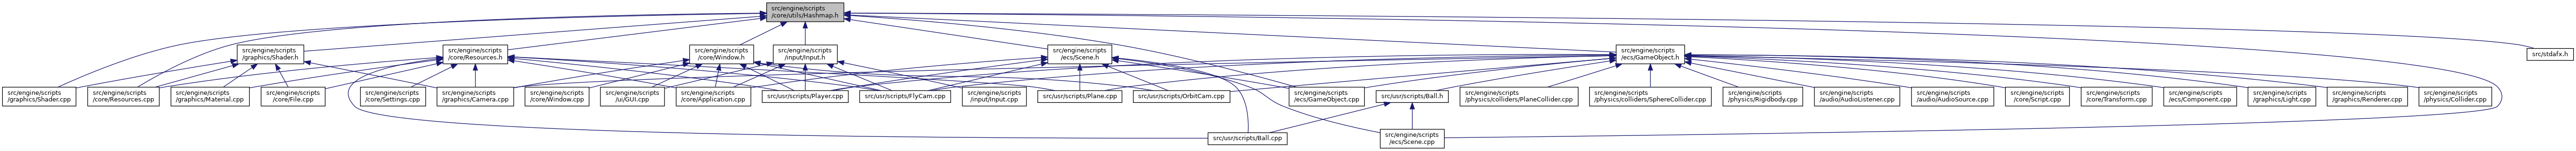 src/engine/scripts
/core/utils/Hashmap.h
src/engine/scripts
/graphics/Shader.h
src/engine/scripts
/core/Resources.h
src/engine/scripts
/core/Window.h
src/engine/scripts
/input/Input.h
src/engine/scripts
/ecs/Scene.h
src/engine/scripts
/ecs/GameObject.h
src/stdafx.h
src/engine/scripts
/graphics/Shader.cpp
src/engine/scripts
/core/Resources.cpp
src/engine/scripts
/graphics/Material.cpp
src/engine/scripts
/core/File.cpp
src/engine/scripts
/core/Settings.cpp
src/engine/scripts
/graphics/Camera.cpp
src/engine/scripts
/core/Window.cpp
src/engine/scripts
/ui/GUI.cpp
src/engine/scripts
/core/Application.cpp
src/usr/scripts/Player.cpp
src/usr/scripts/FlyCam.cpp
src/engine/scripts
/input/Input.cpp
src/usr/scripts/Plane.cpp
src/usr/scripts/OrbitCam.cpp
src/engine/scripts
/ecs/GameObject.cpp
src/usr/scripts/Ball.h
src/engine/scripts
/physics/colliders/PlaneCollider.cpp
src/engine/scripts
/physics/colliders/SphereCollider.cpp
src/engine/scripts
/physics/Rigidbody.cpp
src/engine/scripts
/audio/AudioListener.cpp
src/engine/scripts
/audio/AudioSource.cpp
src/engine/scripts
/core/Script.cpp
src/engine/scripts
/core/Transform.cpp
src/engine/scripts
/ecs/Component.cpp
src/engine/scripts
/graphics/Light.cpp
src/engine/scripts
/graphics/Renderer.cpp
src/engine/scripts
/physics/Collider.cpp
src/usr/scripts/Ball.cpp
src/engine/scripts
/ecs/Scene.cpp